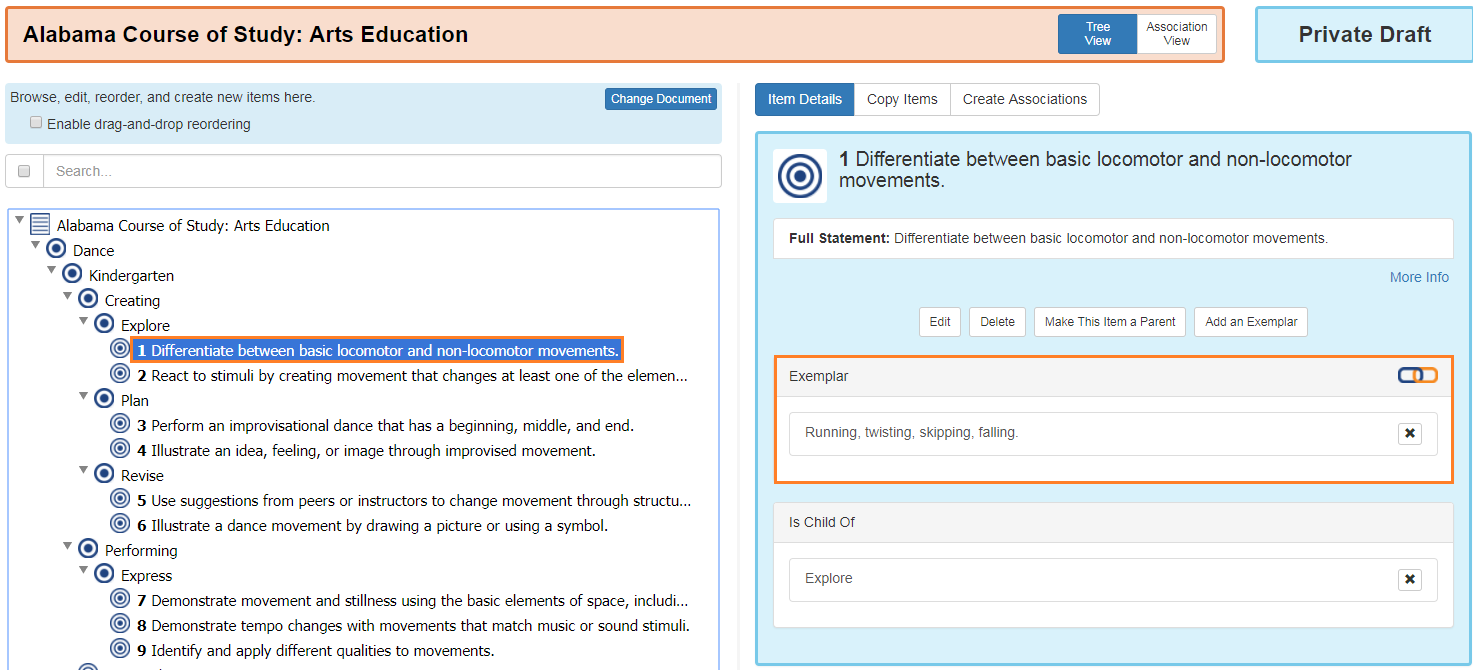 Alabama Course of Study: Arts Education
Tree
View
Association
View
Private Draft
Browse, edit, reorder, and create new items here.
Change Document
Enable drag-and-drop reordering
Search...
Alabama Course of Study: Arts Education
Dance
Kindergarten
Creating
Explore
1 Differentiate between basic locomotor and non-locomotor movements.
2 React to stimuli by creating movement that changes at least one of the elemen...
Plan
3 Perform an improvisational dance that has a beginning, middle, and end.
4 Illustrate an idea, feeling, or image through improvised movement.
Revise
5 Use suggestions from peers or instructors to change movement through structu...
6 Illustrate a dance movement by drawing a picture or using a symbol.
Performing
Express
7 Demonstrate movement and stillness using the basic elements of space, includi...
8 Demonstrate tempo changes with movements that match music or sound stimuli.
9 Identify and apply different qualities to movements.
Item Details
Copy Items
Create Associations
1 Differentiate between basic locomotor and non-locomotor
movements.
Full Statement: Differentiate between basic locomotor and non-locomotor movements.
More Info
Edit
Delete
Make This Item a Parent
Add an Exemplar
Exemplar
Running, twisting, skipping, falling.
Is Child Of
Explore